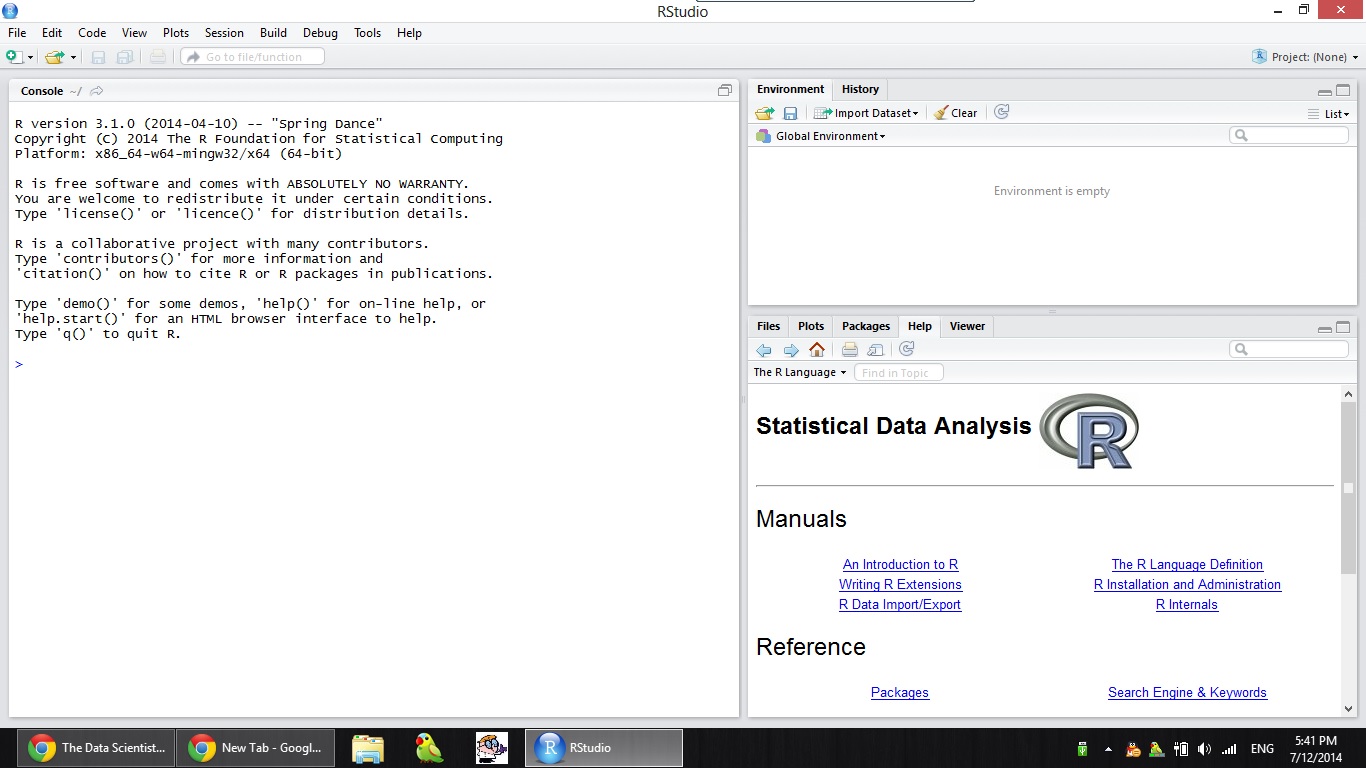 RStudio
File Edit Code View Plots Session Build Debug Tools Help
Go to file/function
Project: (None)
Console ~/
R version 3.1.0 (2014-04-10) -- "Spring Dance"
Copyright (C) 2014 The R Foundation for Statistical Computing
Platform: x86_64-w64-mingw32/x64 (64-bit)
R is free software and comes with ABSOLUTELY NO WARRANTY.
You are welcome to redistribute it under certain conditions.
Type 'license()' or 'licence()' for distribution details.
R is a collaborative project with many contributors.
Type 'contributors()' for more information and
'citation()' on how to cite R or R packages in publications.
Type 'demo()' for some demos, 'help()' for on-line help, or
'help.start()' for an HTML browser interface to help.
Type 'q()' to quit R.
>
Environment History
Import Dataset Clear List
Global Environment
Environment is empty
Files Plots Packages Help Viewer
The R Language Find in Topic
Statistical Data Analysis R
Manuals
An Introduction to R The R Language Definition
Writing R Extensions R Installation and Administration
R Data Import/Export R Internals
Reference
Packages Search Engine & Keywords
The Data Scientist... New Tab - Googl... R RStudio ENG 5:41 PM
7/12/2014